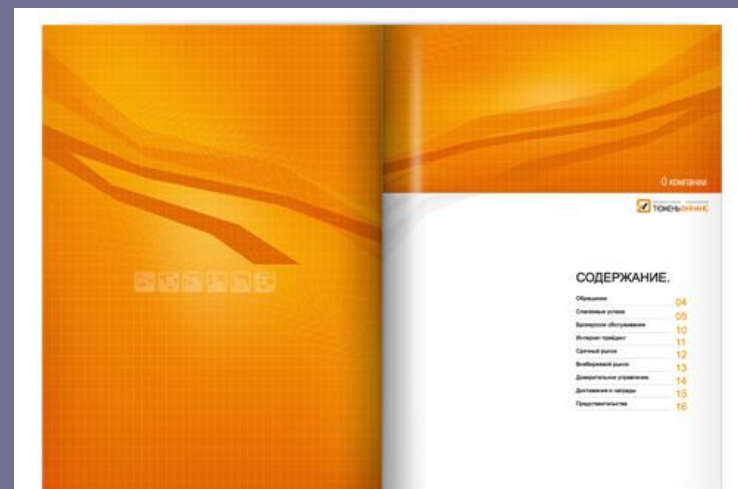 О компании
ТЮМЕНЬФИНАНС
СОДЕРЖАНИЕ.
Обращение 04
Слагаемые успеха 05
Брокерское обслуживание 10
Интернет-трейдинг 11
Срочный рынок 12
Внебиржевой рынок 13
Доверительное управление 14
Достижения и награды 15
Представительства 16